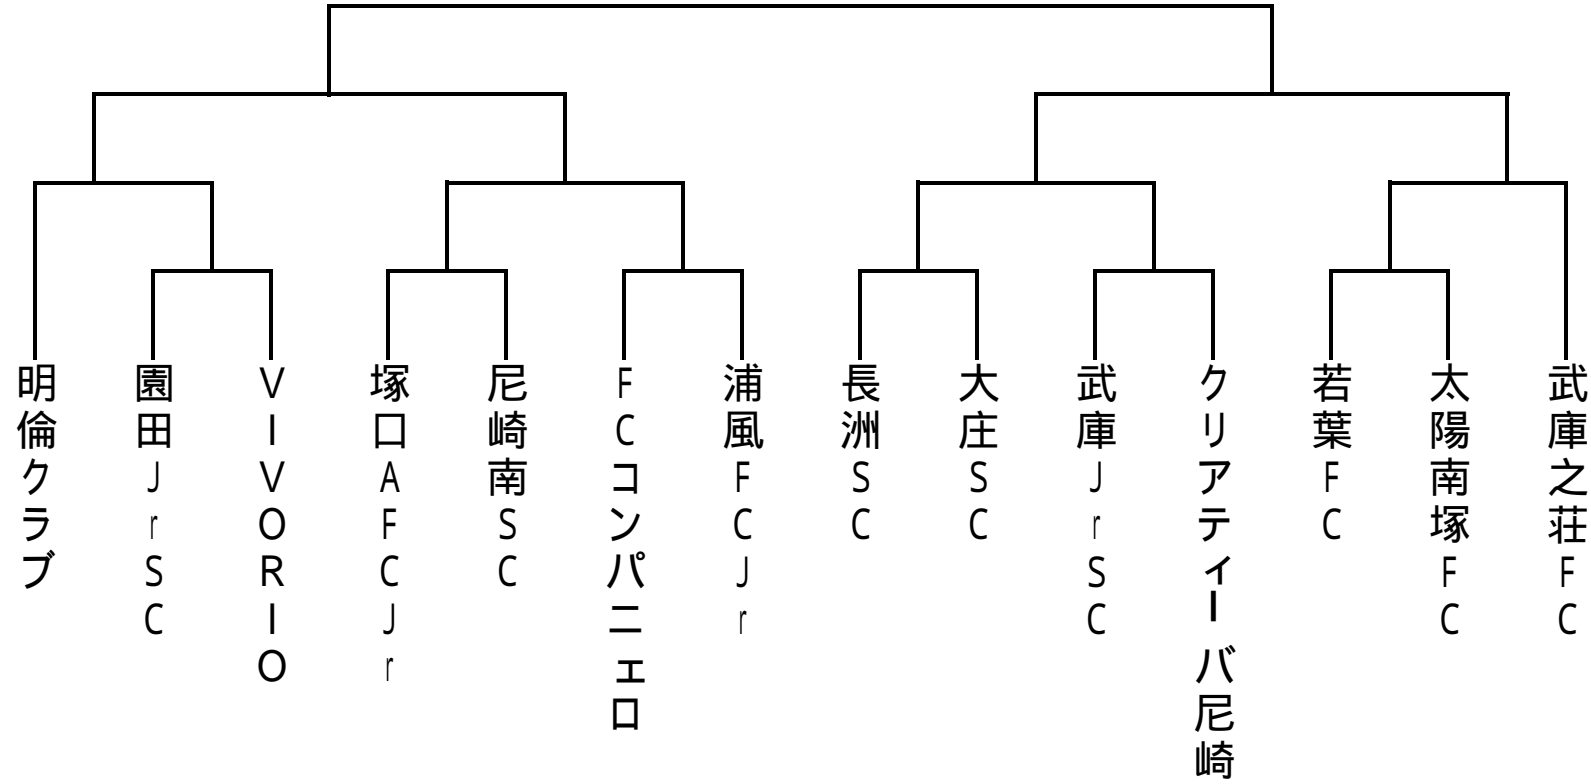 明倫クラブ
園田JrSC
VIVORIO
塚口AFCJr
尼崎南SC
FCコンパニェロ
浦風FCJr
長洲SC
大庄SC
武庫JrSC
クリアティーバ尼崎
若葉FC
太陽南塚FC
武庫之荘FC